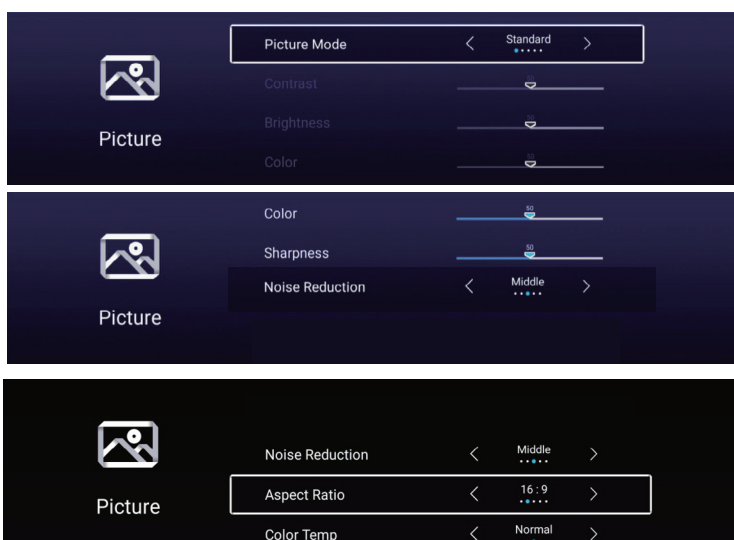 Picture Mode
Standard
Contrast
Brightness
Picture
Color
Color
50
Sharpness
50
Noise Reduction
Middle
Picture
Noise Reduction
Middle
Aspect Ratio
16 : 9
Picture
Color Temp
Normal